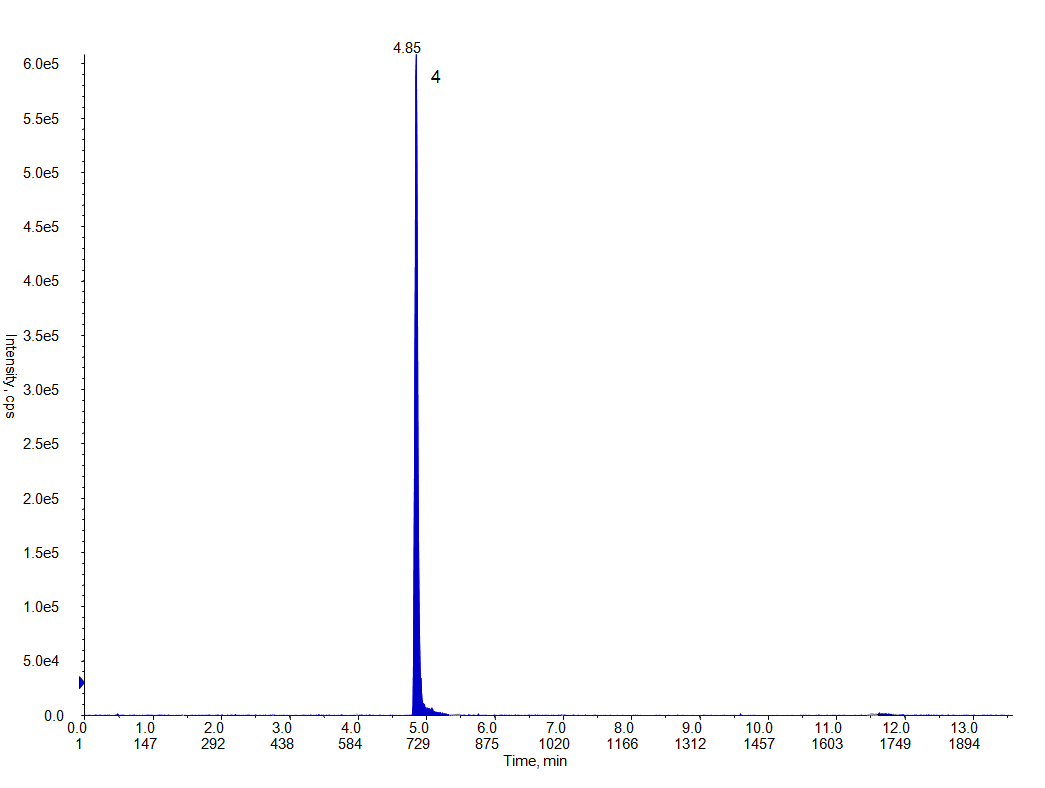 4.85
4
6.0e5
5.5e5
5.0e5
4.5e5
4.0e5
3.5e5
3.0e5
2.5e5
2.0e5
1.5e5
1.0e5
5.0e4
0.0
Intensity, cps
0.0 1.0 2.0 3.0 4.0 5.0 6.0 7.0 8.0 9.0 10.0 11.0 12.0 13.0
1 147 292 438 584 729 875 1020 1166 1312 1457 1603 1749 1894
Time, min